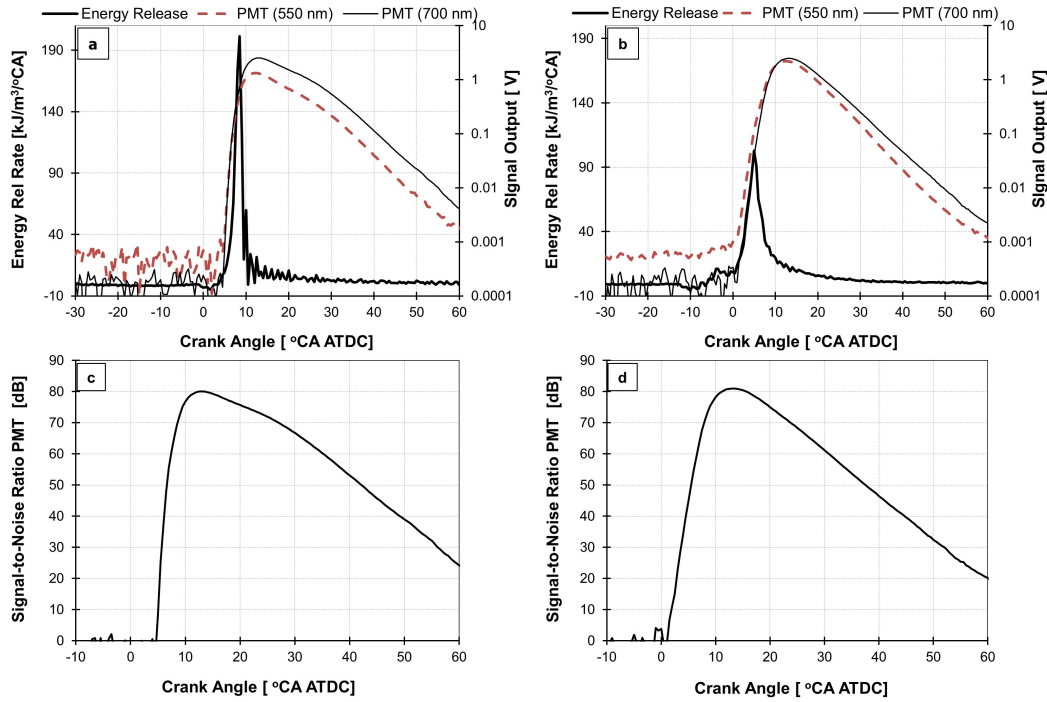 Energy Release PMT (550 nm) PMT (700 nm)
a
Energy Rel Rate [kJ/m³/ºCA]
190
140
90
40
-10
10
1
0.1
0.01
0.001
0.0001
SIgnal Output [ V]
-30 -20 -10 0 10 20 30 40 50 60
Crank Angle [ ºCA ATDC]
Energy Release PMT (550 nm) PMT (700 nm)
b
Energy Rel Rate [kJ/m³/ºCA]
190
140
90
40
-10
10
1
0.1
0.01
0.001
0.0001
SIgnal Output [ V]
-30 -20 -10 0 10 20 30 40 50 60
Crank Angle [ ºCA ATDC]
c
Signal-to-Noise Ratio PMT [dB]
90
80
70
60
50
40
30
20
10
0
-10 0 10 20 30 40 50 60
Crank Angle [ ºCA ATDC]
d
Signal-to-Noise Ratio PMT [dB]
90
80
70
60
50
40
30
20
10
0
-10 0 10 20 30 40 50 60
Crank Angle [ ºCA ATDC]